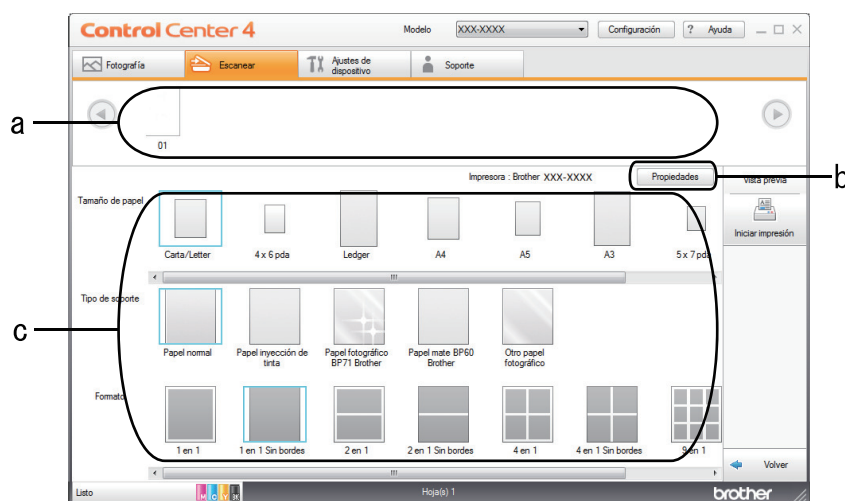 Control Center 4
Modelo XXX-XXXX Configuración ? Ayuda
Fotografía Escanear Ajustes de dispositivo Soporte
a
01
Impresora : Brother XXX-XXXX Propiedades
b
Vista previa
Tamaño de papel
Carta/Letter 4 x 6 pda Ledger A4 A5 A3 5 x 7 pda
Iniciar impresión
Tipo de soporte
c
Papel normal Papel inyección de tinta Papel fotográfico BP71 Brother Papel mate BP60 Brother Otro papel fotográfico
Formato
1 en 1 1 en 1 Sin bordes 2 en 1 2 en 1 Sin bordes 4 en 1 4 en 1 Sin bordes 9 en 1
Volver
Listo M C Y BK Hoja(s) 1 brother